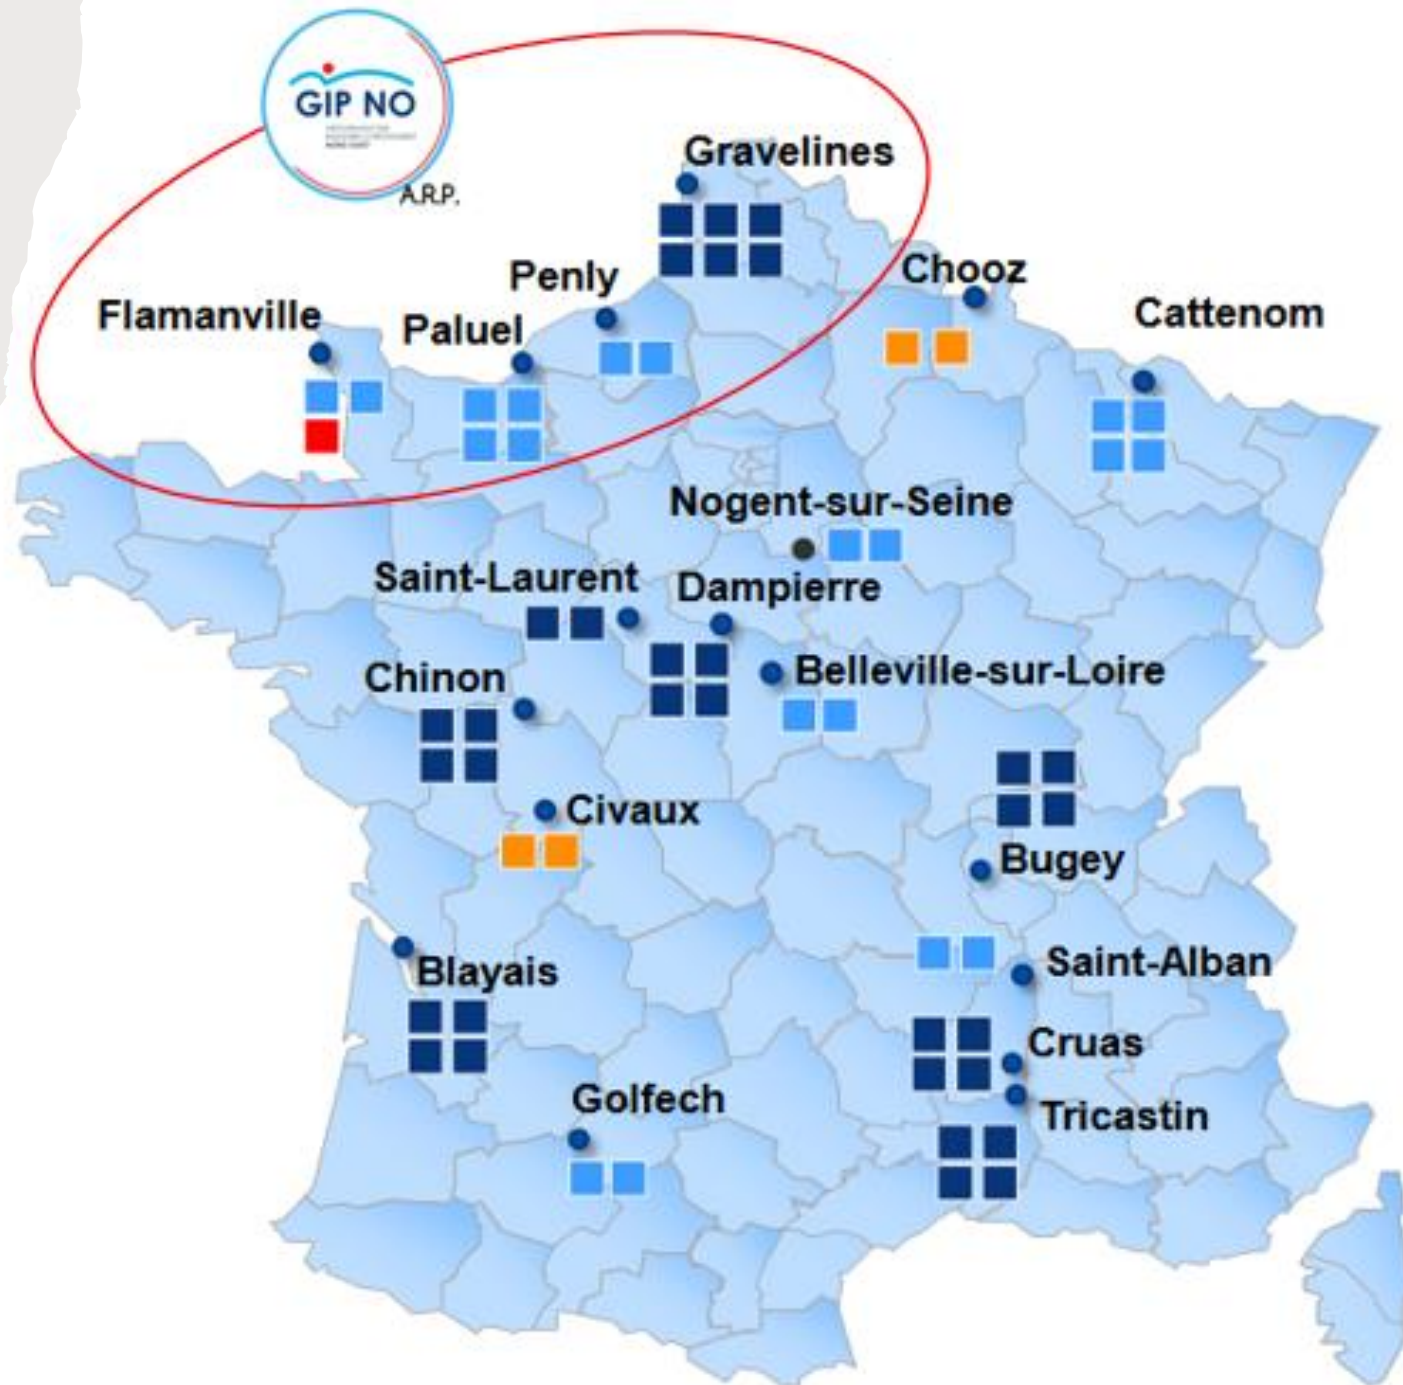 GIP NO
A.R.P.
Gravelines
Penly
Chooz
Flamanville
Paluel
Cattenom
Nogent-sur-Seine
Saint-Laurent
Dampierre
Chinon
Belleville-sur-Loire
Civaux
Bugey
Blayais
Saint-Alban
Cruas
Golfech
Tricastin